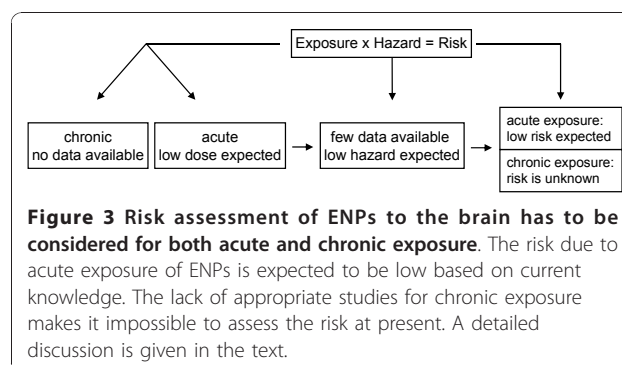 Exposure x Hazard = Risk
chronic
no data available
acute
low dose expected
few data available
low hazard expected
acute exposure:
low risk expected
chronic exposure:
risk is unknown
Figure 3 Risk assessment of ENPs to the brain has to be
considered for both acute and chronic exposure. The risk due to
acute exposure of ENPs is expected to be low based on current
knowledge. The lack of appropriate studies for chronic exposure
makes it impossible to assess the risk at present. A detailed
discussion is given in the text.